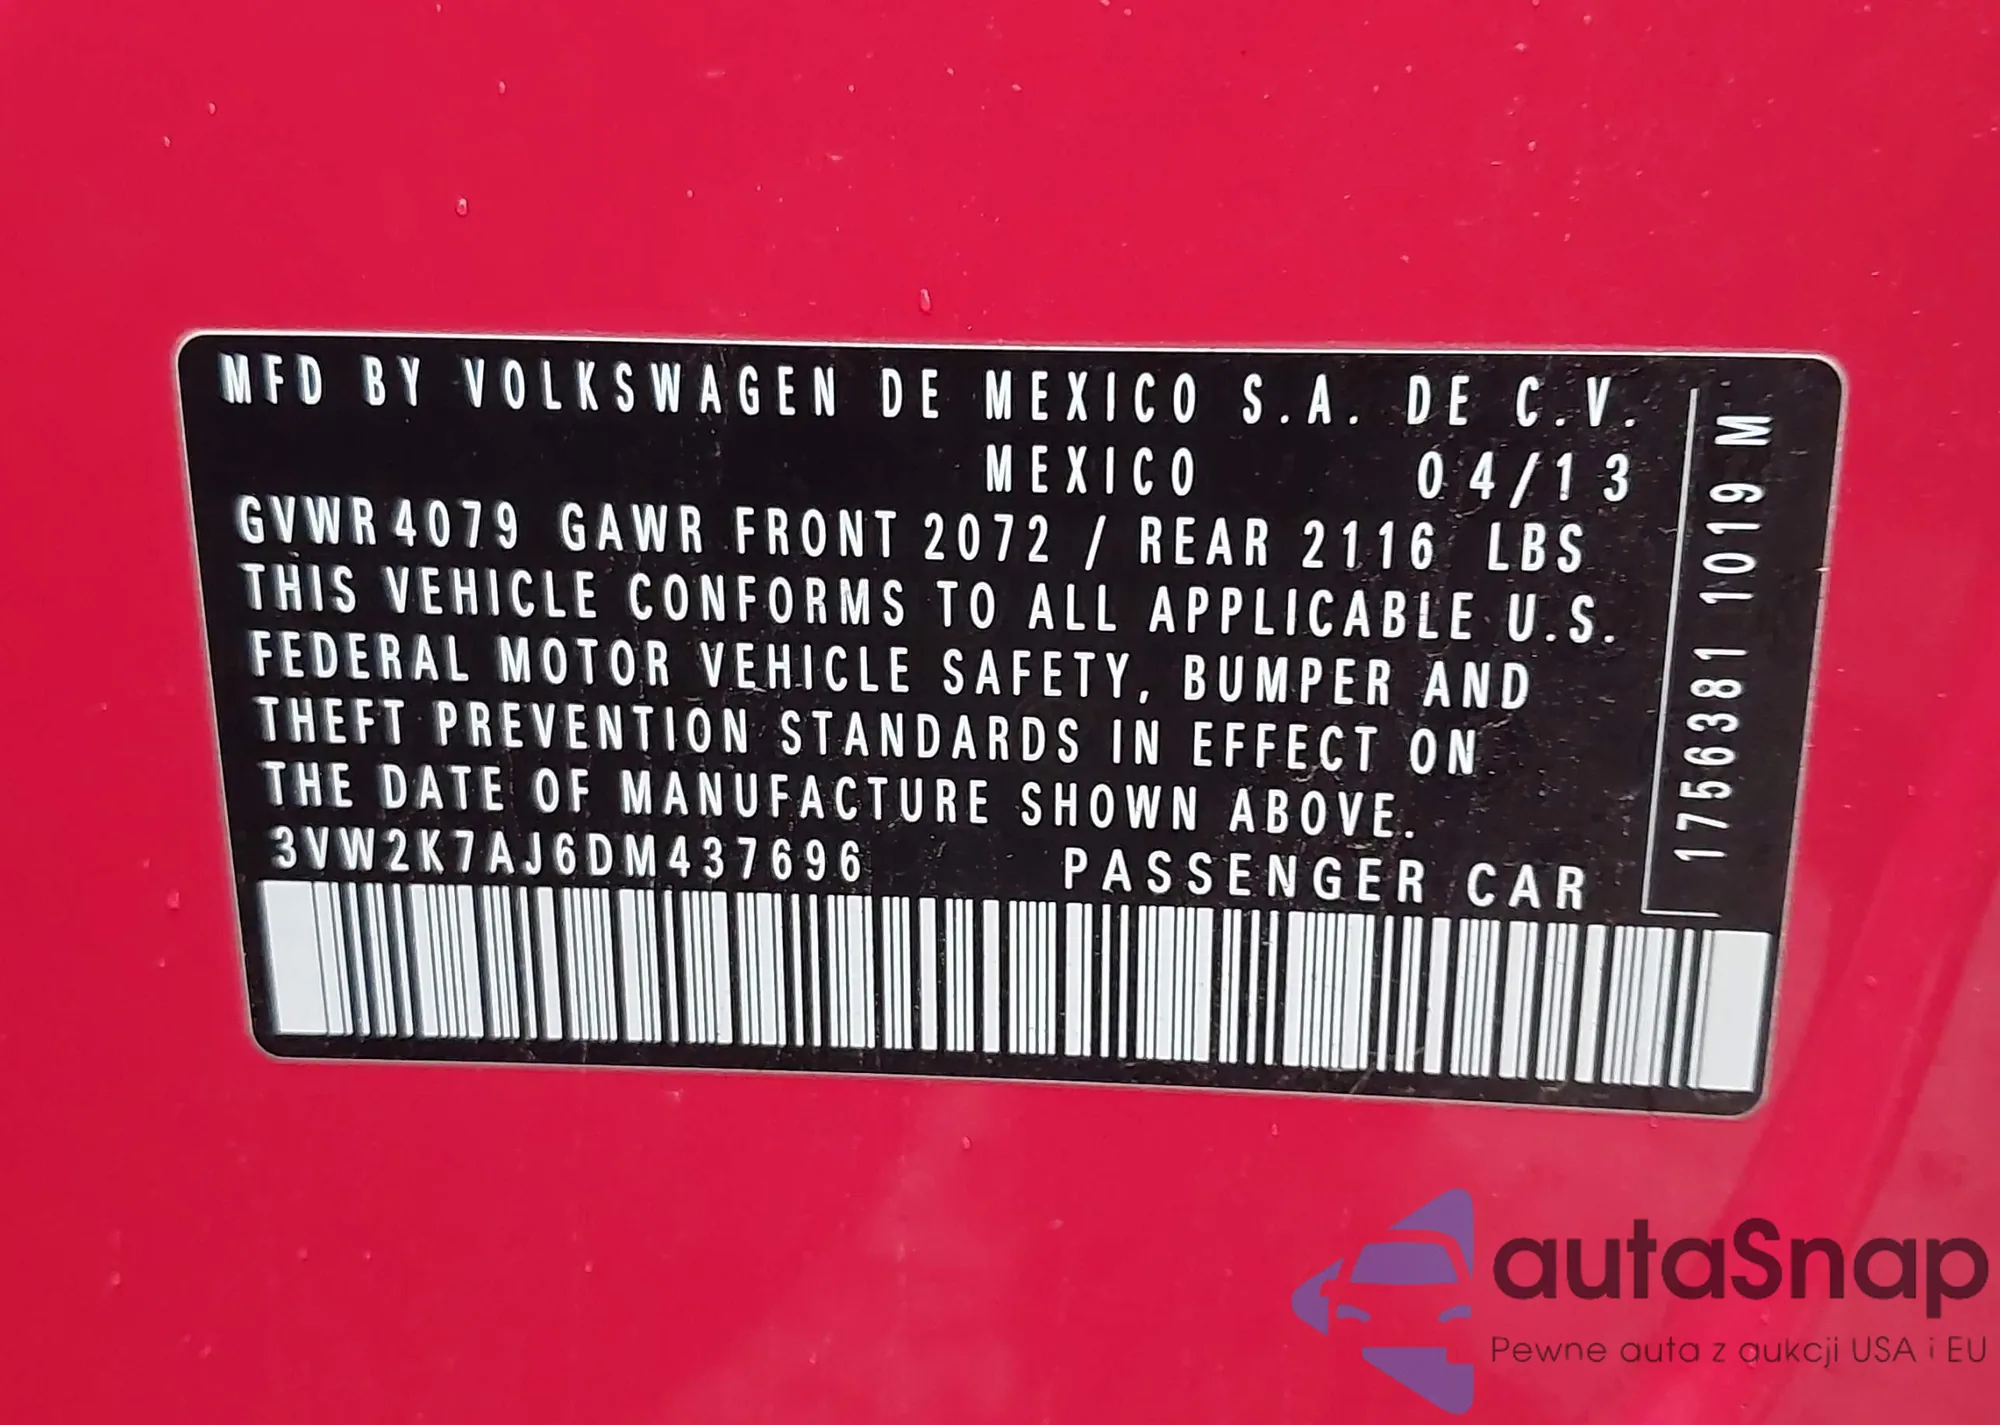 MFD BY VOLKSWAGEN DE MEXICO S.A. DE C.V.
MEXICO 04/13
GVWR 4079 GAWR FRONT 2072 / REAR 2116 LBS
THIS VEHICLE CONFORMS TO ALL APPLICABLE U.S.
FEDERAL MOTOR VEHICLE SAFETY, BUMPER AND
THEFT PREVENTION STANDARDS IN EFFECT ON
THE DATE OF MANUFACTURE SHOWN ABOVE.
3VW2K7AJ6DM437696 PASSENGER CAR
1756381 1019 M
autaSnap
Pewne auta z aukcji USA i EU